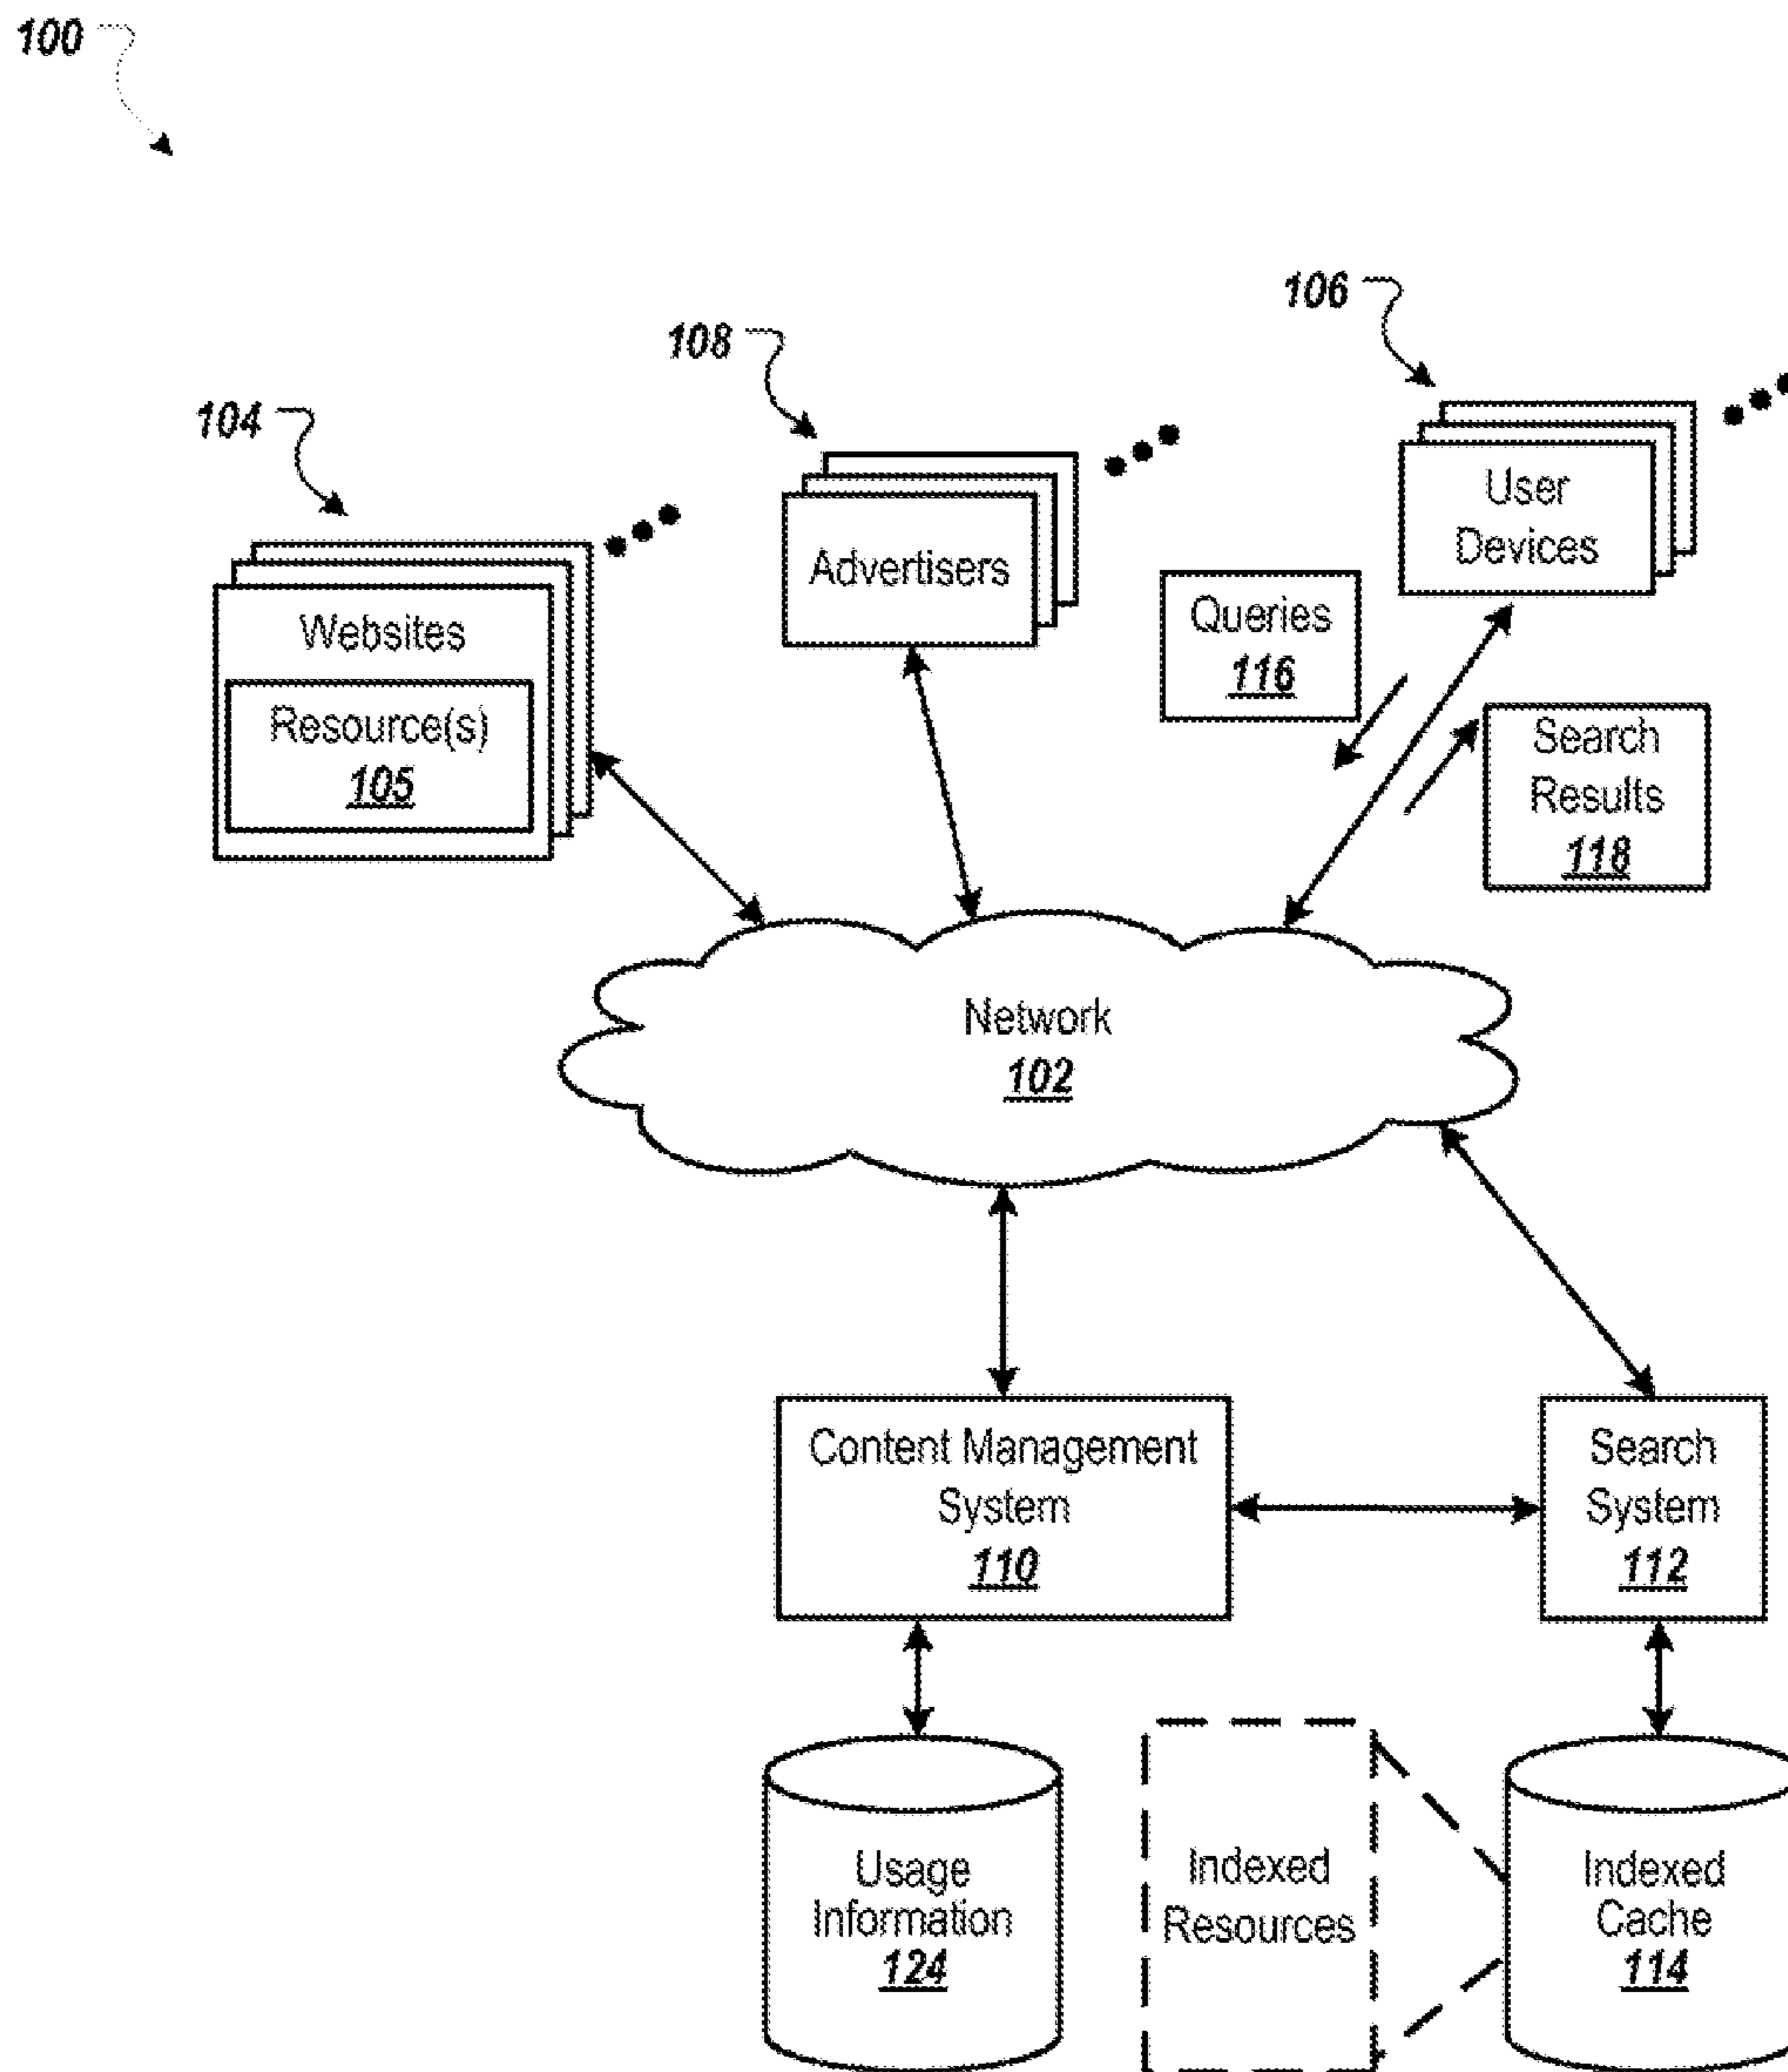 100
106
108
104
User
Devices
Advertisers
Queries
116
Websites
Resource(s)
105
Search
Results
118
Network
102
Content Management
System
110
Search
System
112
Usage
Information
124
Indexed
Resources
Indexed
Cache
114